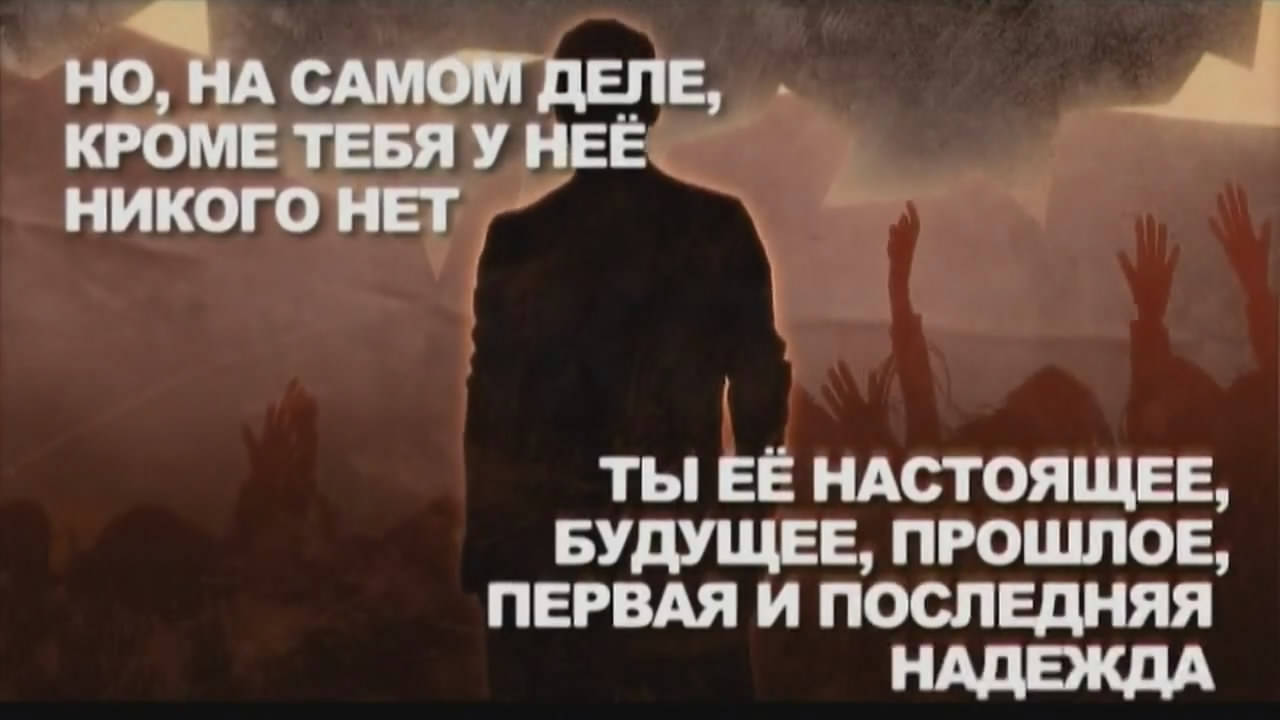 НО, НА САМОМ ДЕЛЕ,
КРОМЕ ТЕБЯ У НЕЁ
НИКОГО НЕТ
ТЫ ЕЁ НАСТОЯЩЕЕ,
БУДУЩЕЕ, ПРОШЛОЕ,
ПЕРВАЯ И ПОСЛЕДНЯЯ
НАДЕЖДА